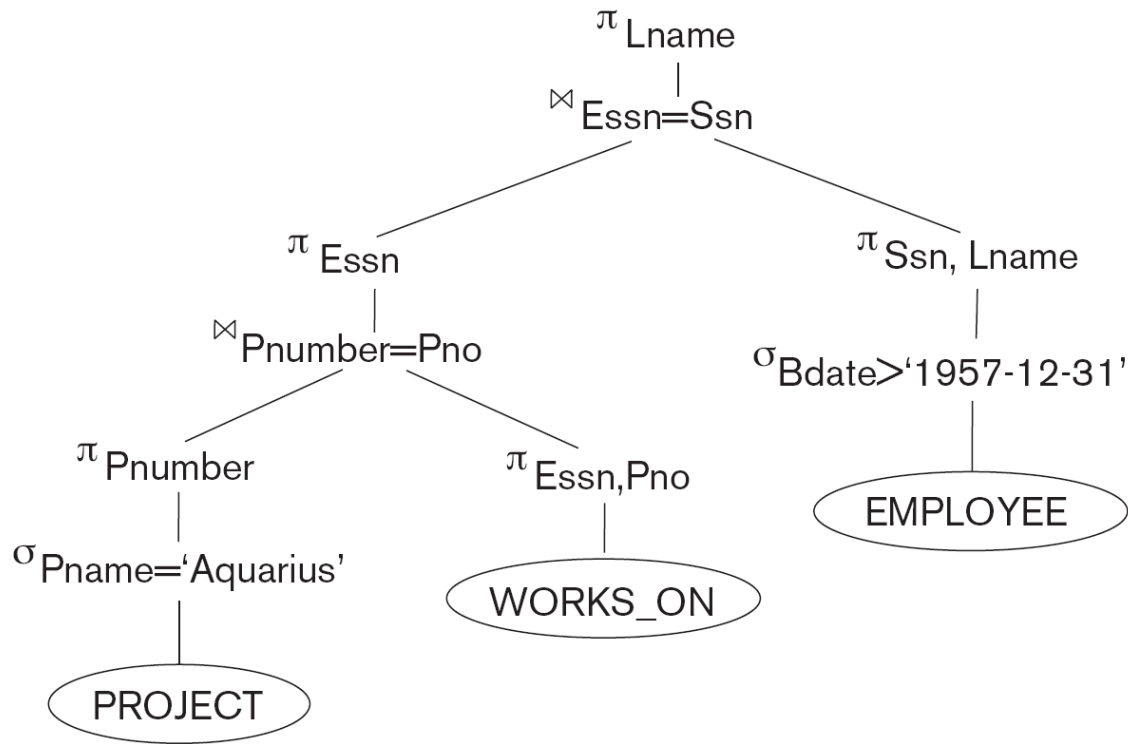 π Lname
⋈ Essn=Ssn
π Essn
π Ssn, Lname
⋈ Pnumber=Pno
σ Bdate>‘1957-12-31’
π Pnumber
π Essn,Pno
EMPLOYEE
σ Pname=‘Aquarius’
WORKS_ON
PROJECT